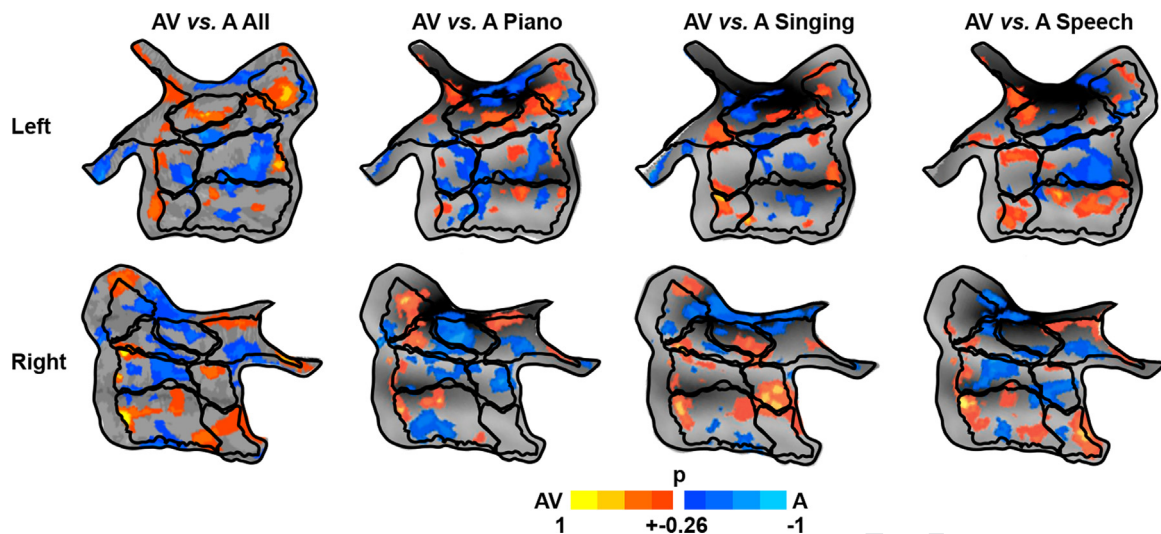 AV vs. A All
AV vs. A Piano
AV vs. A Singing
AV vs. A Speech
Left
Right
p
AV
A
1
+-0.26
-1